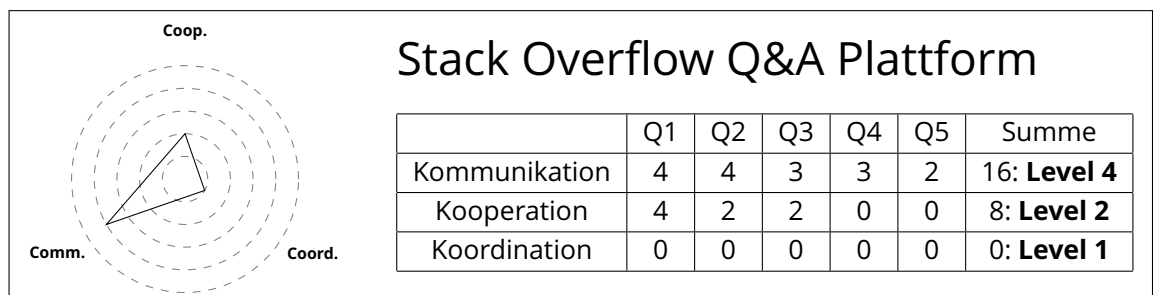 Coop.
Comm.
Coord.
Stack Overflow Q&A Plattform
Q1 Q2 Q3 Q4 Q5 Summe
Kommunikation 4 4 3 3 2 16: Level 4
Kooperation 4 2 2 0 0 8: Level 2
Koordination 0 0 0 0 0 0: Level 1